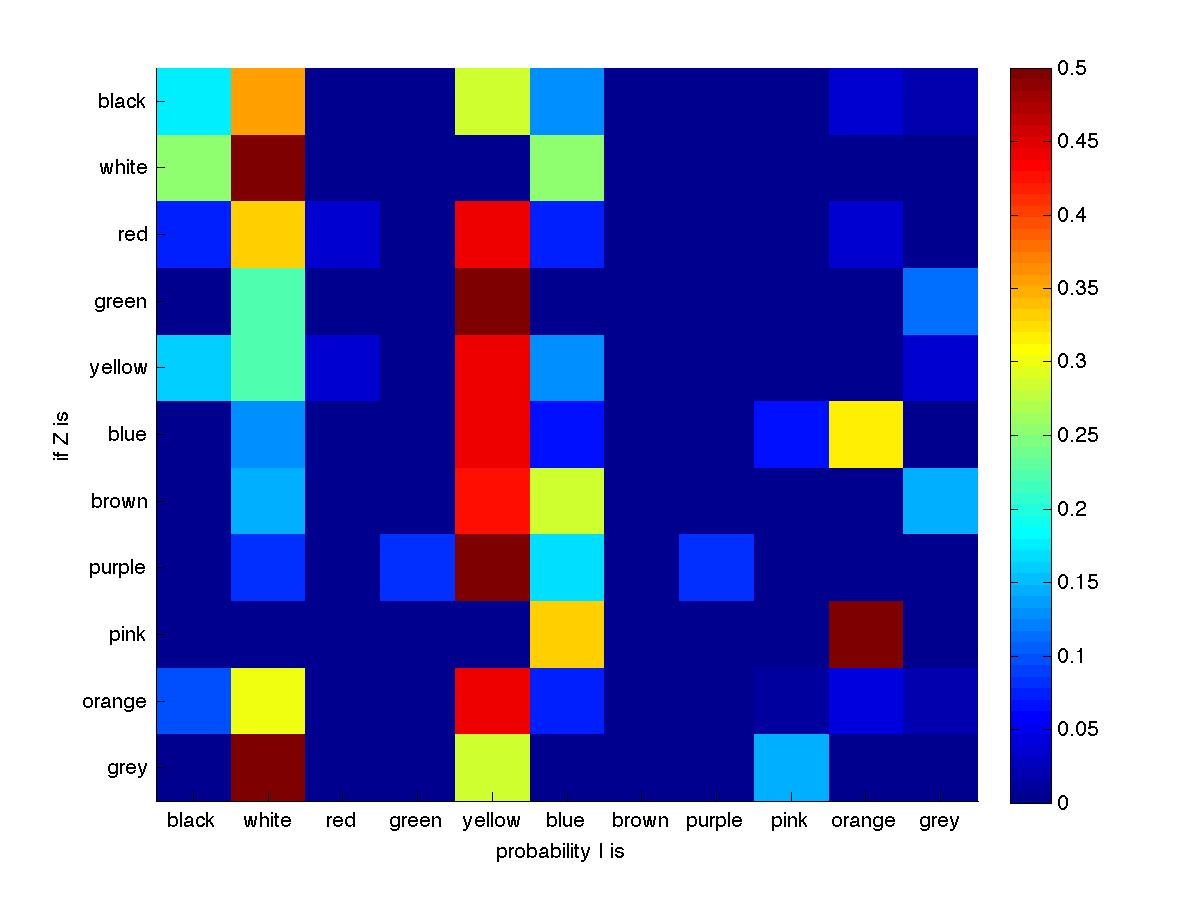 0.5
black
0.45
white
0.4
red
0.35
green
0.3
yellow
0.25
if Z is
blue
0.2
brown
0.15
purple
0.1
pink
0.05
orange
grey
0
black white red green yellow blue brown purple pink orange grey
probability I is